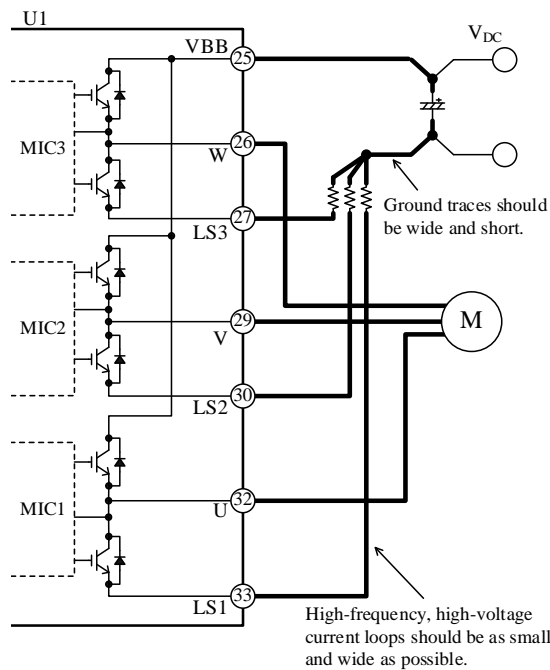 U1
VBB
25
VDC
MIC3
26
W
27
LS3
Ground traces should
be wide and short.
MIC2
29
V
M
30
LS2
MIC1
32
U
33
LS1
High-frequency, high-voltage
current loops should be as small
and wide as possible.